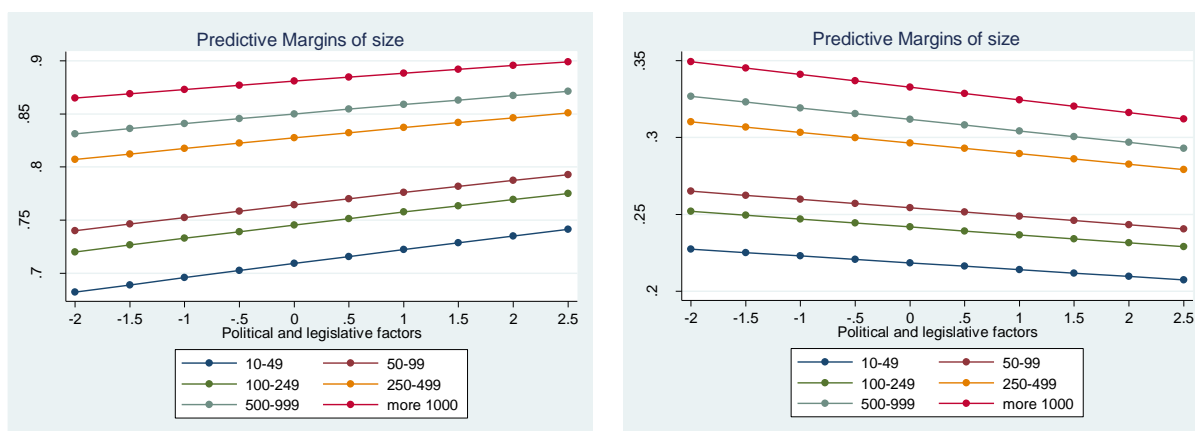 Predictive Margins of size
.9
.85
.8
.75
.7
-2 -1.5 -1 -.5 0 .5 1 1.5 2 2.5
Political and legislative factors
10-49 50-99
100-249 250-499
500-999 more 1000
Predictive Margins of size
.35
.3
.25
.2
-2 -1.5 -1 -.5 0 .5 1 1.5 2 2.5
Political and legislative factors
10-49 50-99
100-249 250-499
500-999 more 1000